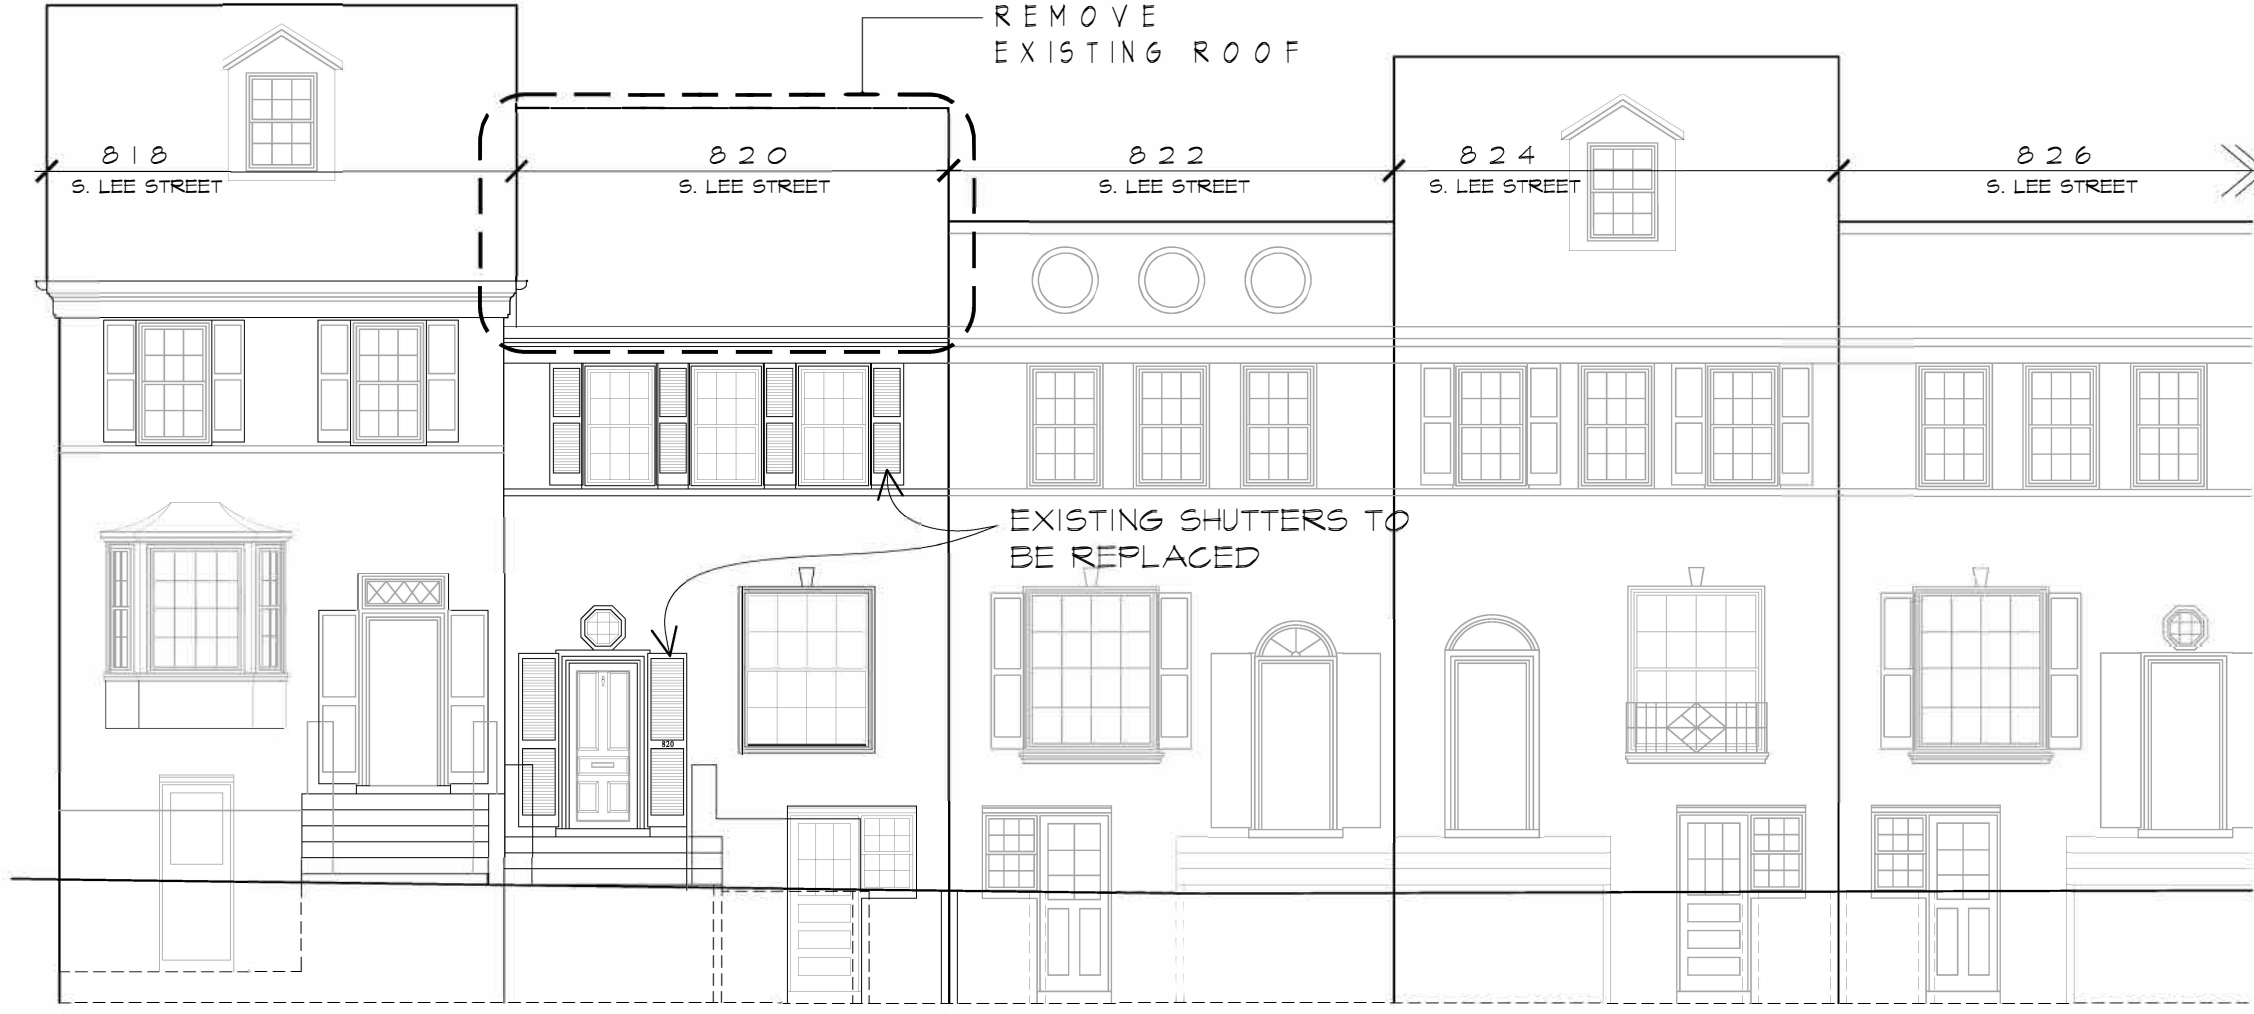 REMOVE
EXISTING ROOF
818
S. LEE STREET
820
S. LEE STREET
822
S. LEE STREET
824
S. LEE STREET
826
S. LEE STREET
EXISTING SHUTTERS TO
BE REPLACED
820